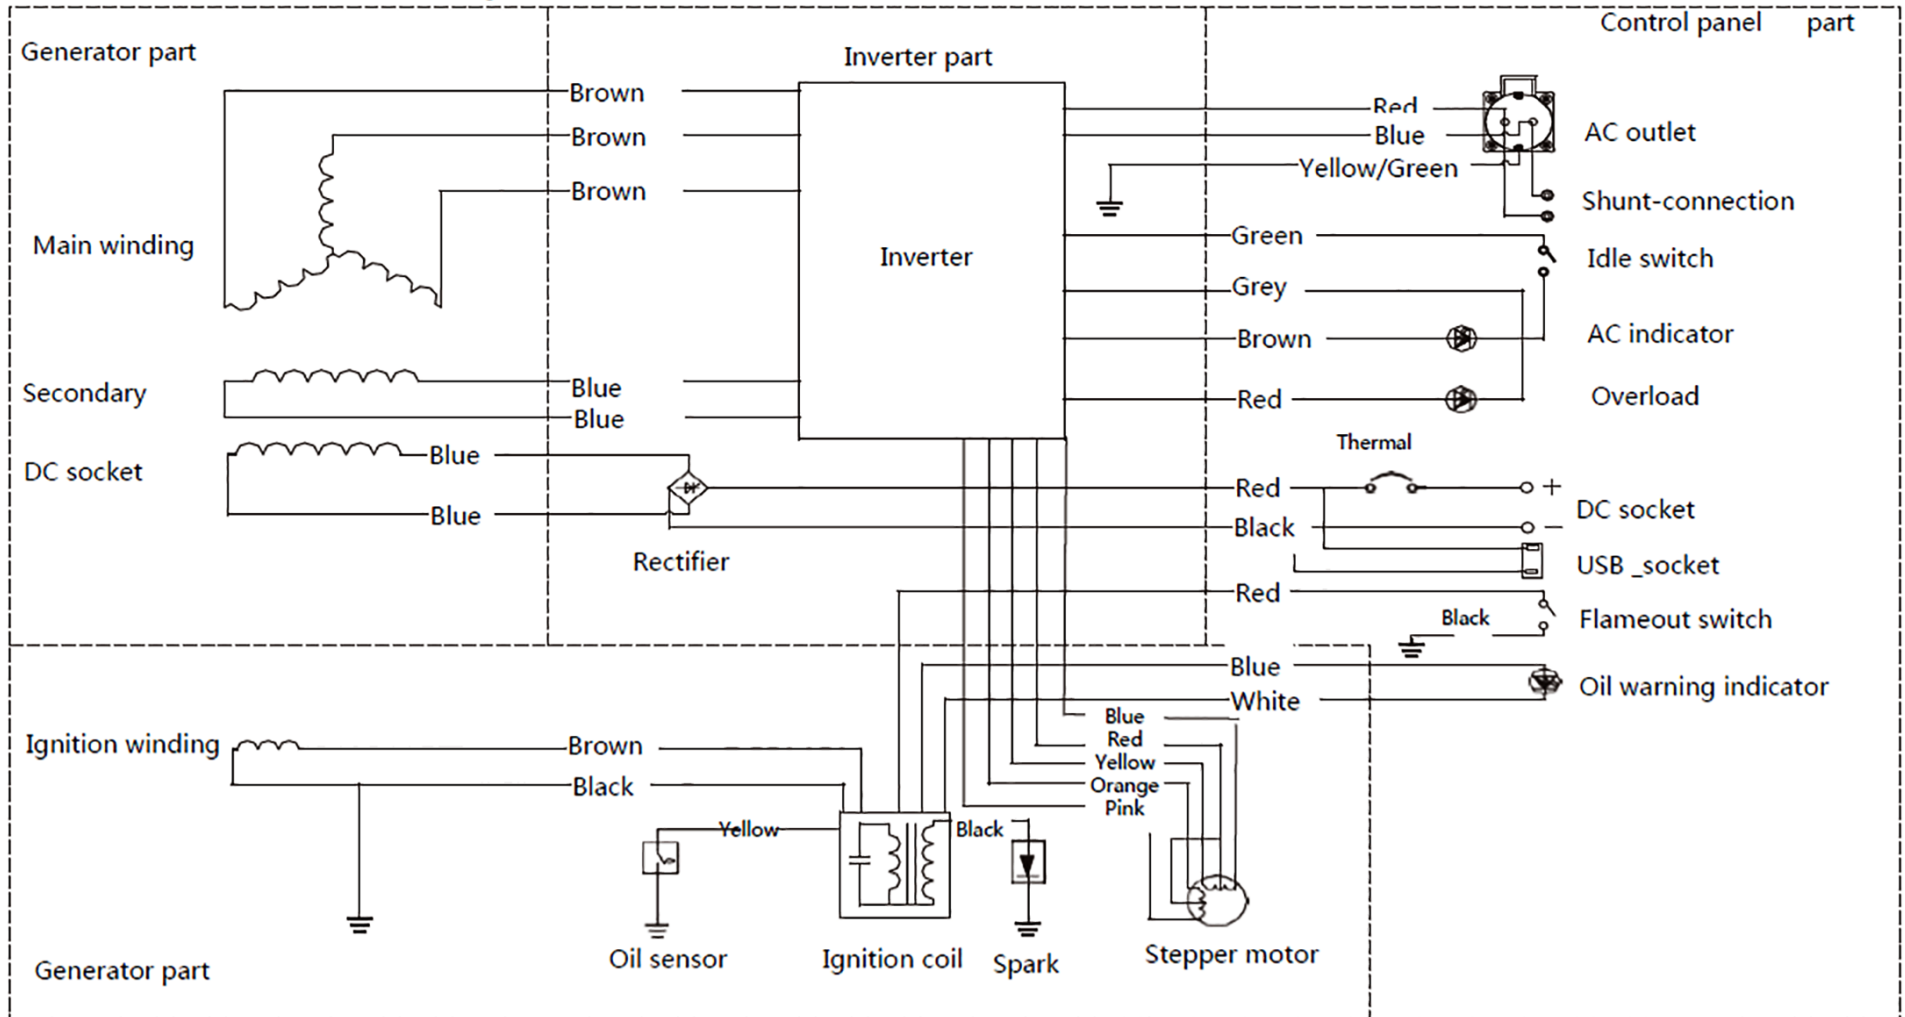 Control panel part
Generator part
Inverter part
Brown
Red
Brown
Blue
AC outlet
Yellow/Green
Brown
Shunt-connection
Green
Main winding
Inverter
Idle switch
Grey
Brown
AC indicator
Secondary
Blue
Red
Overload
Blue
Thermal
DC socket
Blue
Red
+
DC socket
Blue
Black
−
Rectifier
USB _socket
Red
Black
Flameout switch
Blue
White
Oil warning indicator
Blue
Ignition winding
Brown
Red
Yellow
Black
Orange
Pink
Yellow
Black
Oil sensor
Ignition coil
Spark
Stepper motor
Generator part